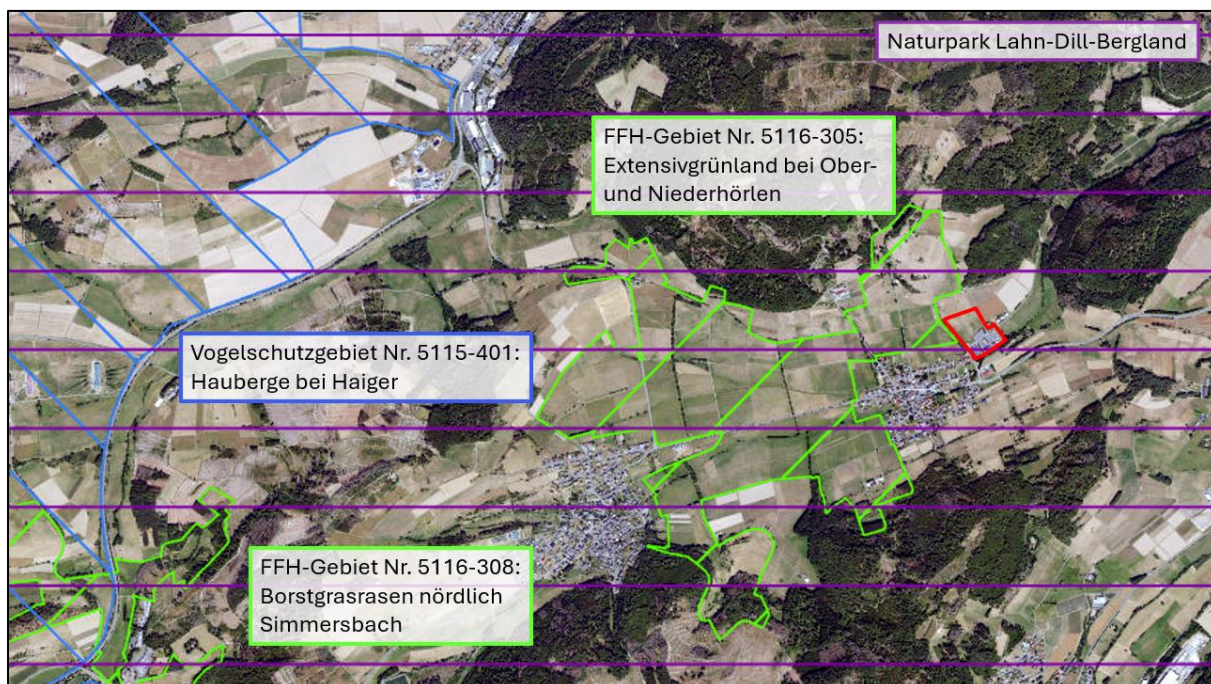 Naturpark Lahn-Dill-Bergland
FFH-Gebiet Nr. 5116-305:
Extensivgrünland bei Ober-
und Niederhörlen
Vogelschutzgebiet Nr. 5115-401:
Hauberge bei Haiger
FFH-Gebiet Nr. 5116-308:
Borstgrasrasen nördlich
Simmersbach